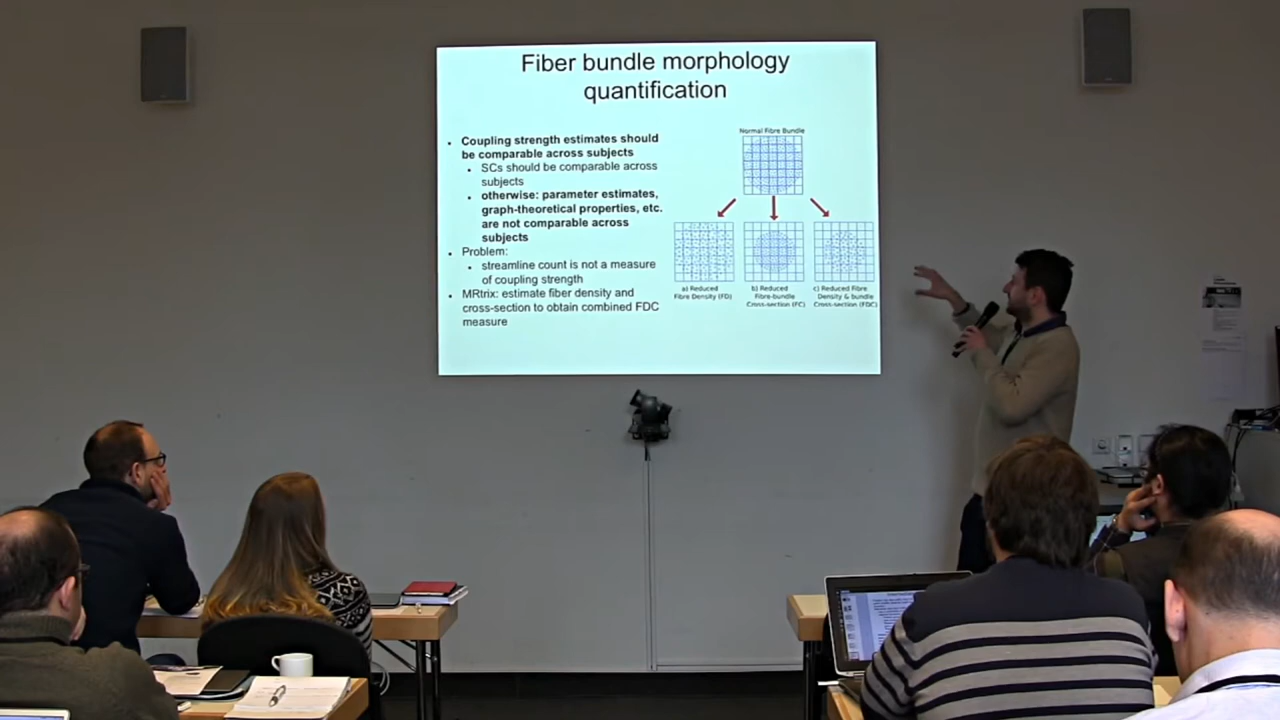 Fiber bundle morphology
quantification
Coupling strength estimates should
be comparable across subjects
SCs should be comparable across
subjects
otherwise: parameter estimates,
graph-theoretical properties, etc.
are not comparable across
subjects
Problem:
streamline count is not a measure
of coupling strength
MRtrix: estimate fiber density and
cross-section to obtain combined FDC
measure
Normal Fibre Bundle
a) Reduced
Fibre Density (FD)
b) Reduced
Fibre-bundle
Cross-section (FC)
c) Reduced Fibre
Density & bundle
Cross-section (FDC)